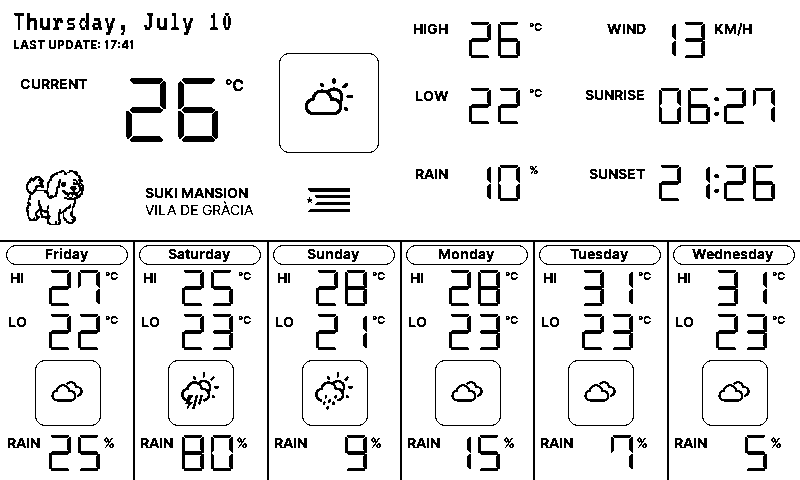 Thursday, July 10
LAST UPDATE: 17:41
CURRENT 26 °C
HIGH 26 °C
WIND 13 KM/H
LOW 22 °C
SUNRISE 06:27
RAIN 10 %
SUNSET 21:26
SUKI MANSION
VILA DE GRÀCIA
Friday
HI 27 °C
LO 22 °C
RAIN 25 %
Saturday
HI 25 °C
LO 23 °C
RAIN 80 %
Sunday
HI 28 °C
LO 21 °C
RAIN 9 %
Monday
HI 28 °C
LO 23 °C
RAIN 15 %
Tuesday
HI 31 °C
LO 23 °C
RAIN 7 %
Wednesday
HI 31 °C
LO 23 °C
RAIN 5 %